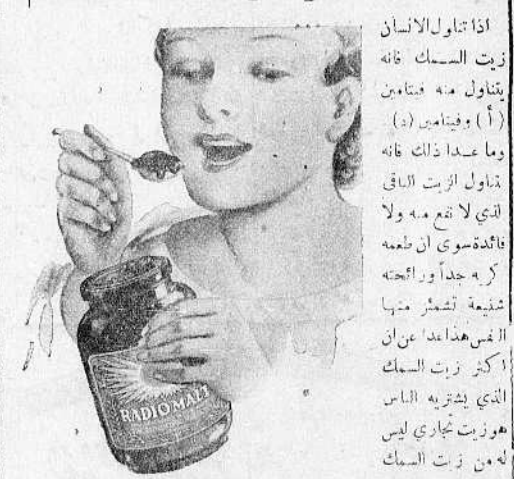 اذا تناول الانسان
زيت السمك فانه
يتناول منه فيتامين
( أ ) وفيتامين (د).
وما عدا ذلك فانه
تناول الزيت الباقي
لذي لا نفع منه ولا
فائدة سوى ان طعمه
كريه جداً ورائحته
شنيعة تشمئز منها
النفس هذا عدا عن ان
اكثر زيت السمك
الذي يشتريه الناس
هو زيت تجاري ليس
له من زيت السمك
RADIOMALT